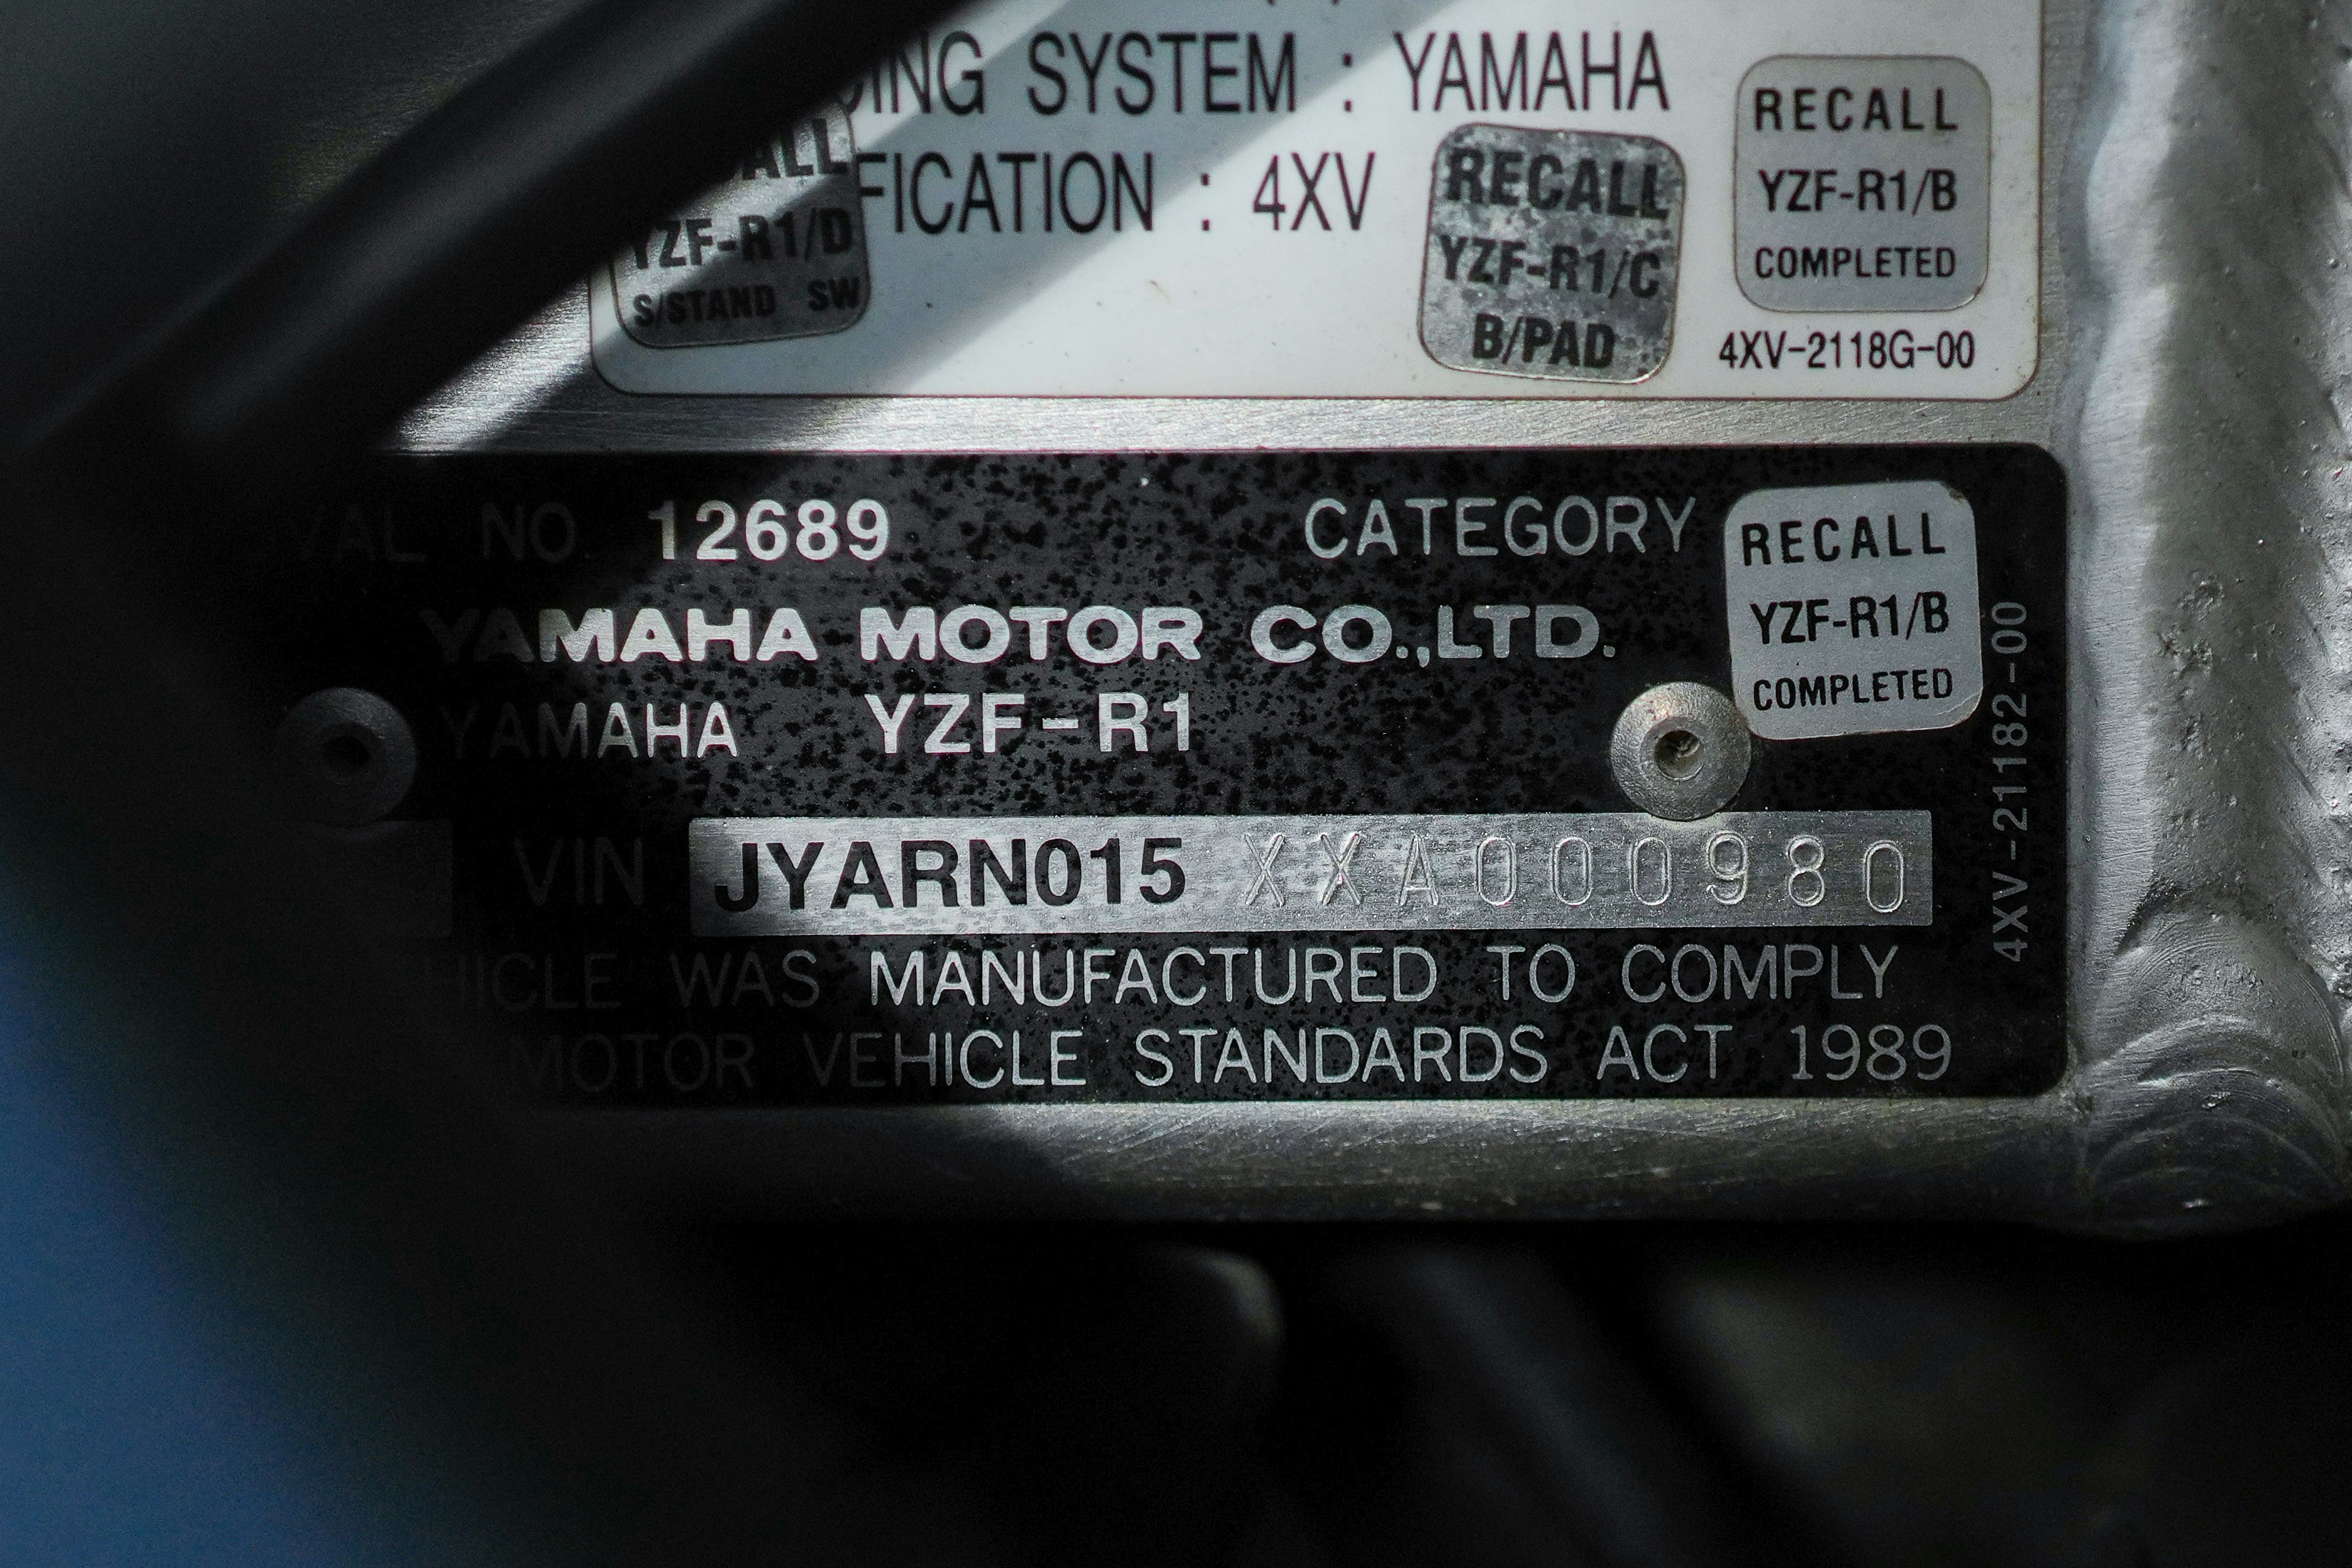 SYSTEM : YAMAHA
: 4XV
YZF-R1/D
S/STAND SW
RECALL
YZF-R1/C
B/PAD
RECALL
YZF-R1/B
COMPLETED
4XV-2118G-00
NO 12689 CATEGORY
YAMAHA MOTOR CO.,LTD.
YAMAHA YZF-R1
RECALL
YZF-R1/B
COMPLETED
VIN JYARN015 XXA000980
WAS MANUFACTURED TO COMPLY
MOTOR VEHICLE STANDARDS ACT 1989
4XV-21182-00